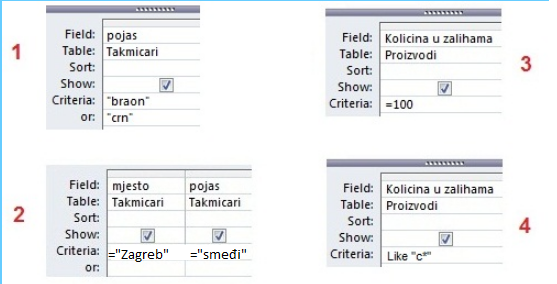 1
Field: pojas
Table: Takmicari
Sort:
Show:
Criteria: "braon"
or: "crn"
2
Field: mjesto pojas
Table: Takmicari Takmicari
Sort:
Show:
Criteria: ="Zagreb" ="smeđi"
or:
3
Field: Kolicina u zalihama
Table: Proizvodi
Sort:
Show:
Criteria: =100
4
Field: Kolicina u zalihama
Table: Proizvodi
Sort:
Show:
Criteria: Like "c*"